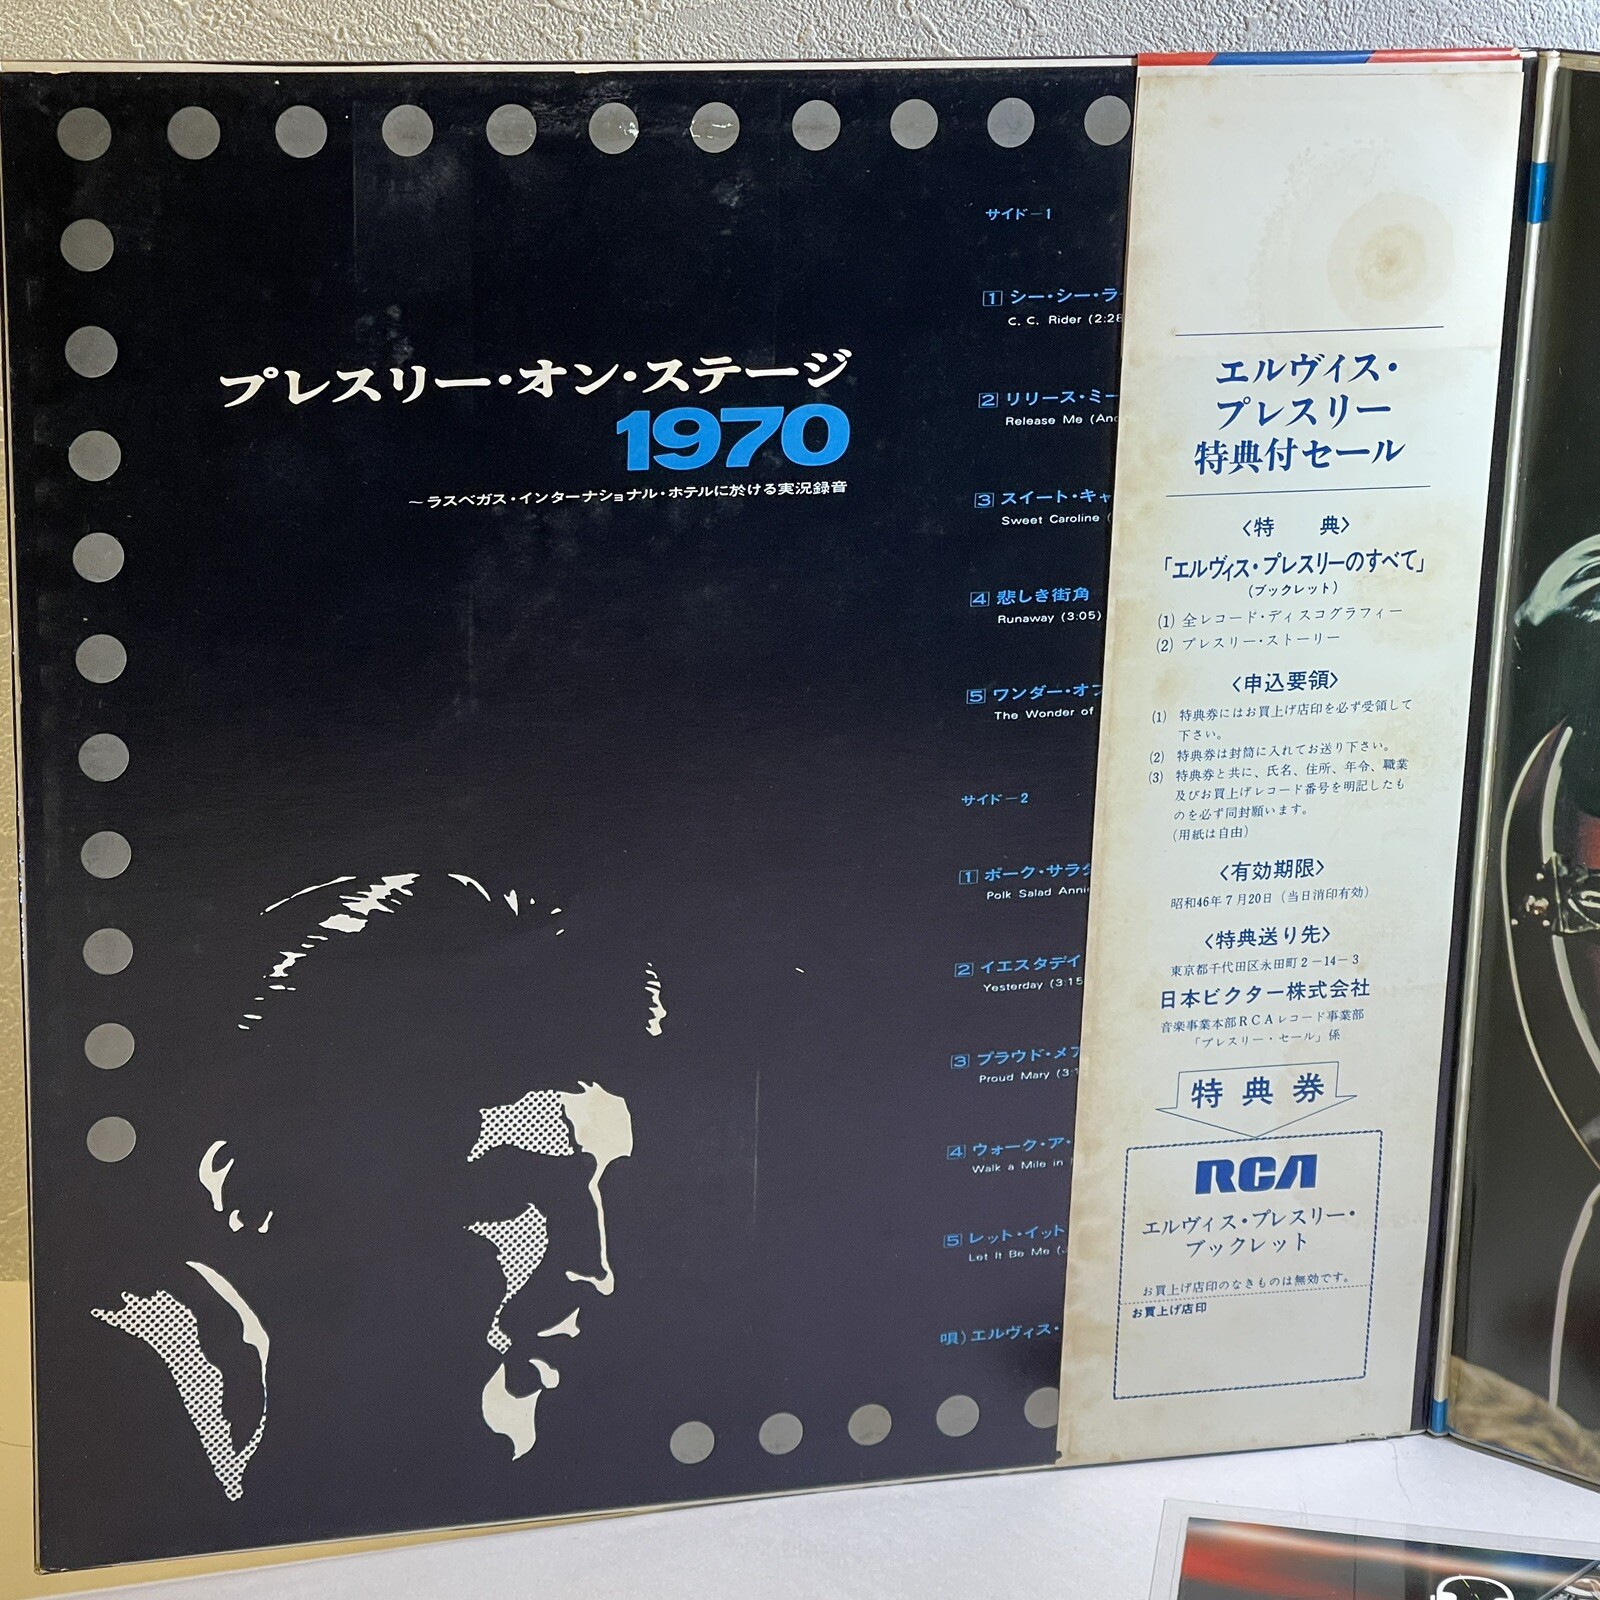 プレスリー・オン・ステージ
1970
～ラスベガス・インターナショナル・ホテルに於ける実況録音
サイド－1
1 シー・シー・ラ
C. C. Rider (2:28
2 リリース・ミー
Release Me (And
3 スイート・キャ
Sweet Caroline (
4 悲しき街角
Runaway (3:05)
5 ワンダー・オブ
The Wonder of
サイド－2
1 ポーク・サラダ
Polk Salad Annie
2 イエスタデイ
Yesterday (3:15
3 プラウド・メア
Proud Mary (3:
4 ウォーク・ア・
Walk a Mile in
5 レット・イット
Let It Be Me (
唄）エルヴィス・
エルヴィス・
プレスリー
特典付セール
〈特　典〉
「エルヴィス・プレスリーのすべて」
（ブックレット）
(1) 全レコード・ディスコグラフィー
(2) プレスリー・ストーリー
〈申込要領〉
(1) 特典券にはお買上げ店印を必ず受領して
下さい。
(2) 特典券は封筒に入れてお送り下さい。
(3) 特典券と共に、氏名、住所、年令、職業
及びお買上げレコード番号を明記したも
のを必ず同封願います。
（用紙は自由）
〈有効期限〉
昭和46年7月20日（当日消印有効）
〈特典送り先〉
東京都千代田区永田町2－14－3
日本ビクター株式会社
音楽事業本部RCAレコード事業部
「プレスリー・セール」係
特典券
RCA
エルヴィス・プレスリー・
ブックレット
お買上げ店印のなきものは無効です。
お買上げ店印